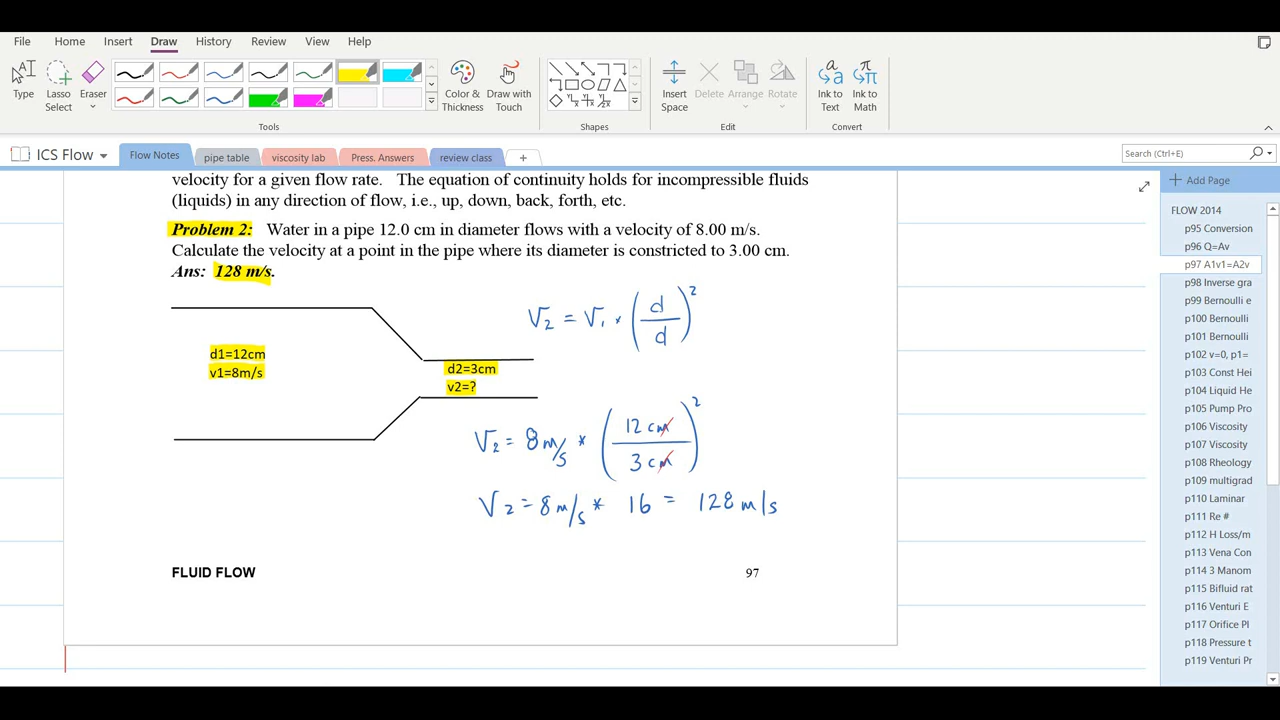 File Home Insert Draw History Review View Help
Type
Lasso Select
Eraser
Color & Thickness
Draw with Touch
Insert Space
Delete
Arrange
Rotate
Ink to Text
Ink to Math
Tools
Shapes
Edit
Convert
ICS Flow
Flow Notes
pipe table
viscosity lab
Press. Answers
review class
+
Search (Ctrl+E)
velocity for a given flow rate. The equation of continuity holds for incompressible fluids
(liquids) in any direction of flow, i.e., up, down, back, forth, etc.
Problem 2: Water in a pipe 12.0 cm in diameter flows with a velocity of 8.00 m/s.
Calculate the velocity at a point in the pipe where its diameter is constricted to 3.00 cm.
Ans: 128 m/s.
d1=12cm
v1=8m/s
d2=3cm
v2=?
V₂ = V₁ * (d/d)²
V₂ = 8 m/s * (12 cm / 3 cm)²
V₂ = 8 m/s * 16 = 128 m/s
FLUID FLOW
97
+ Add Page
FLOW 2014
p95 Conversion
p96 Q=Av
p97 A1v1=A2v
p98 Inverse gra
p99 Bernoulli e
p100 Bernoulli
p101 Bernoulli
p102 v=0, p1=
p103 Const Hei
p104 Liquid He
p105 Pump Pro
p106 Viscosity
p107 Viscosity
p108 Rheology
p109 multigrad
p110 Laminar
p111 Re #
p112 H Loss/m
p113 Vena Con
p114 3 Manom
p115 Bifluid rat
p116 Venturi E
p117 Orifice Pl
p118 Pressure t
p119 Venturi Pr